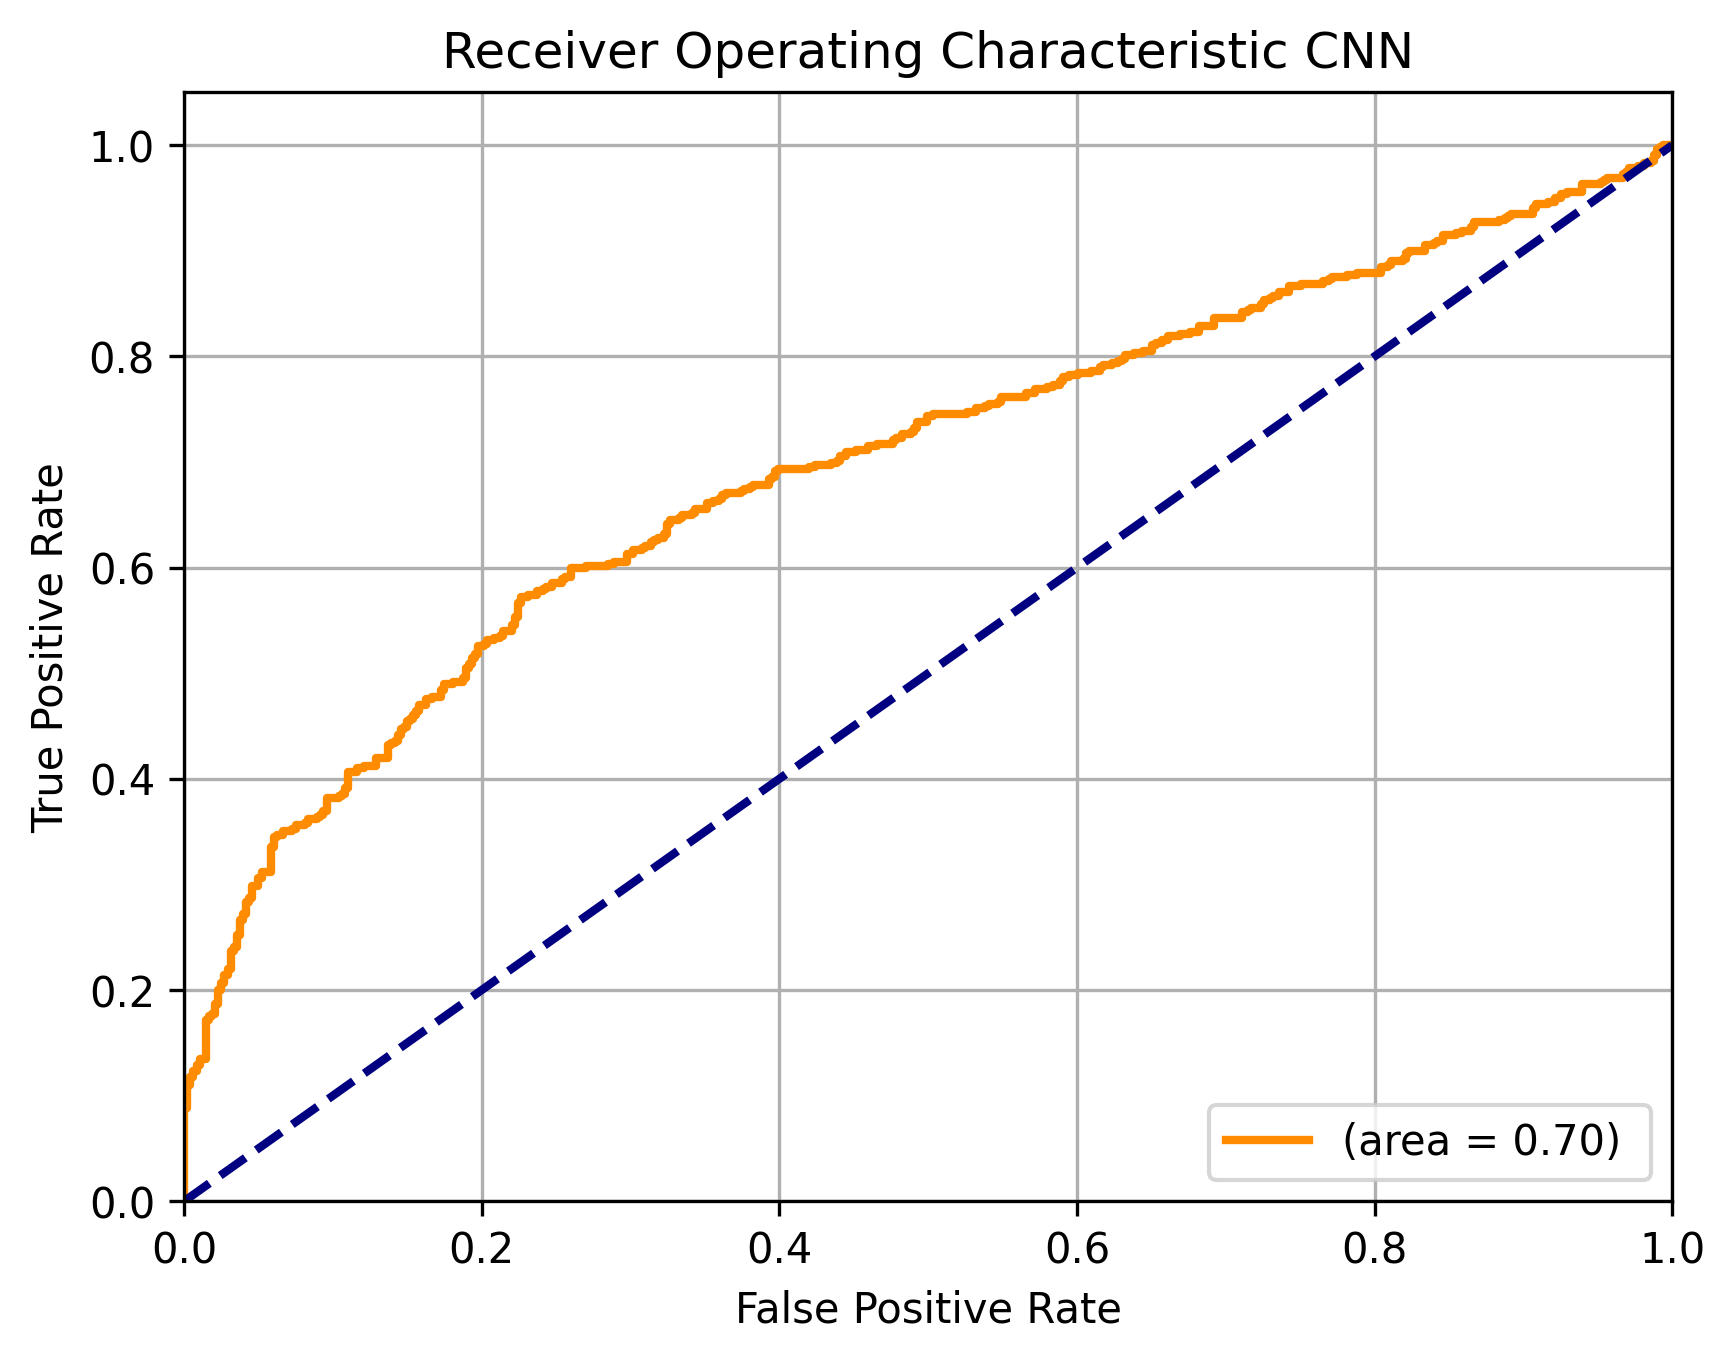 Receiver Operating Characteristic CNN
1.0
0.8
0.6
0.4
0.2
0.0
True Positive Rate
(area = 0.70)
0.0 0.2 0.4 0.6 0.8 1.0
False Positive Rate